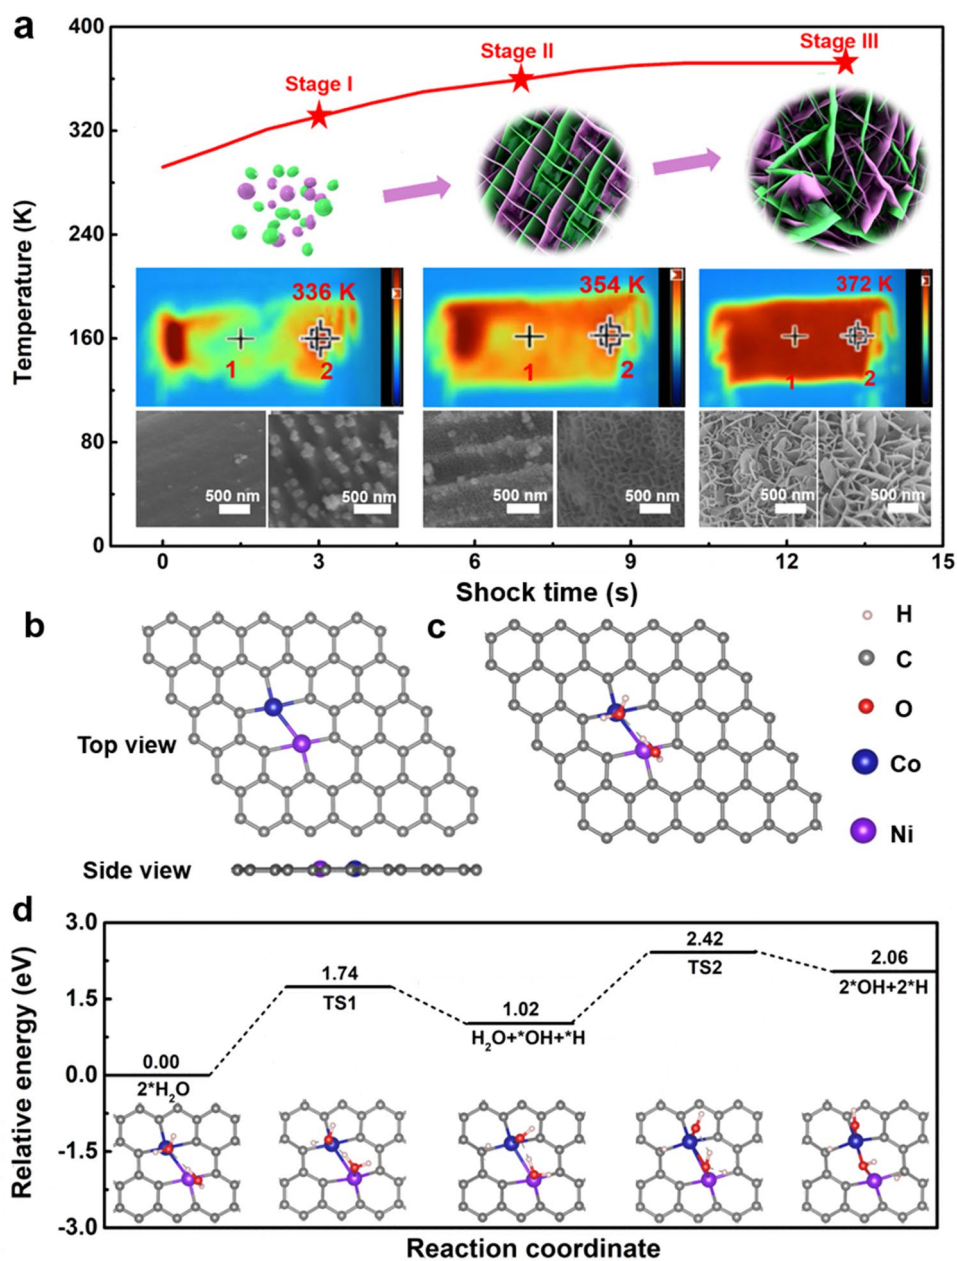 a
400
320
240
160
80
0
Temperature (K)
Stage I
Stage II
Stage III
336 K
1
2
354 K
1
2
372 K
1
2
500 nm
500 nm
500 nm
500 nm
500 nm
500 nm
0
3
6
9
12
15
Shock time (s)
b
Top view
Side view
c
H
C
O
Co
Ni
d
3.0
1.5
0.0
-1.5
-3.0
Relative energy (eV)
0.00
2*H₂O
1.74
TS1
1.02
H₂O+*OH+*H
2.42
TS2
2.06
2*OH+2*H
Reaction coordinate